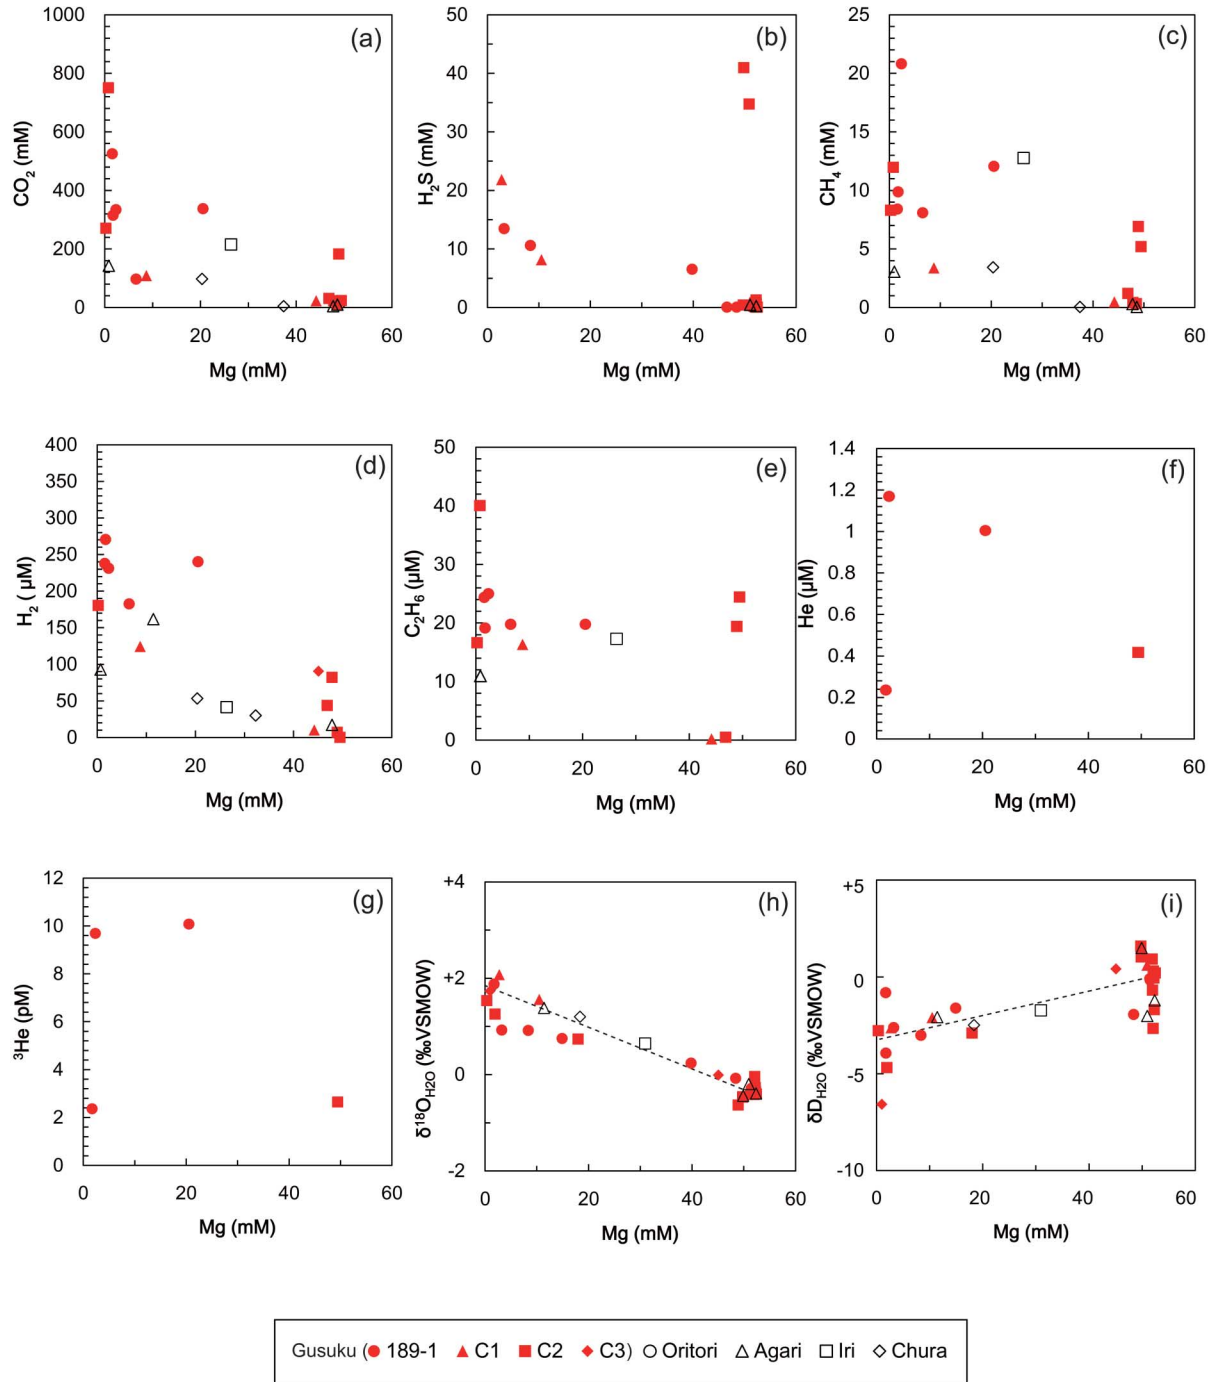 (a)
1000
800
600
400
200
0
CO₂ (mM)
0 20 40 60
Mg (mM)
(b)
50
40
30
20
10
0
H₂S (mM)
0 20 40 60
Mg (mM)
(c)
25
20
15
10
5
0
CH₄ (mM)
0 20 40 60
Mg (mM)
(d)
400
350
300
250
200
150
100
50
0
H₂ ( µM)
0 20 40 60
Mg (mM)
(e)
50
40
30
20
10
0
C₂H₆ (µM)
0 20 40 60
Mg (mM)
(f)
1.4
1.2
1
0.8
0.6
0.4
0.2
0
He (µM)
0 20 40 60
Mg (mM)
(g)
12
10
8
6
4
2
0
³He (pM)
0 20 40 60
Mg (mM)
(h)
+4
+2
0
-2
δ¹⁸O_H2O (‰VSMOW)
0 20 40 60
Mg (mM)
(i)
+5
0
-5
-10
δD_H2O (‰VSMOW)
0 20 40 60
Mg (mM)
Gusuku (● 189-1 ▲ C1 ■ C2 ◆ C3) ○ Oritori △ Agari □ Iri ◇ Chura